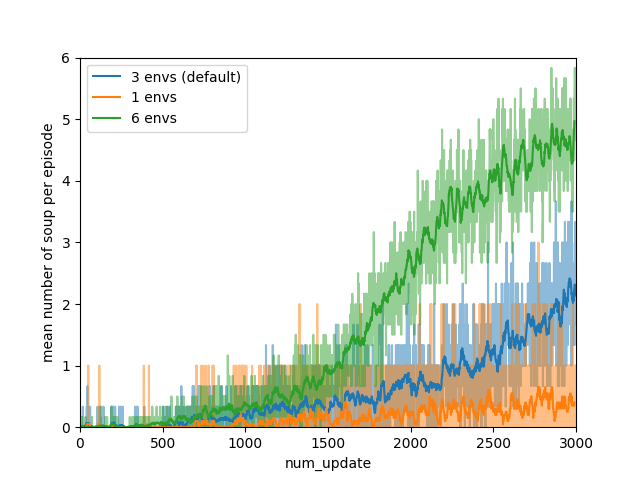 6
5
4
3
2
1
0
mean number of soup per episode
3 envs (default)
1 envs
6 envs
0 500 1000 1500 2000 2500 3000
num_update